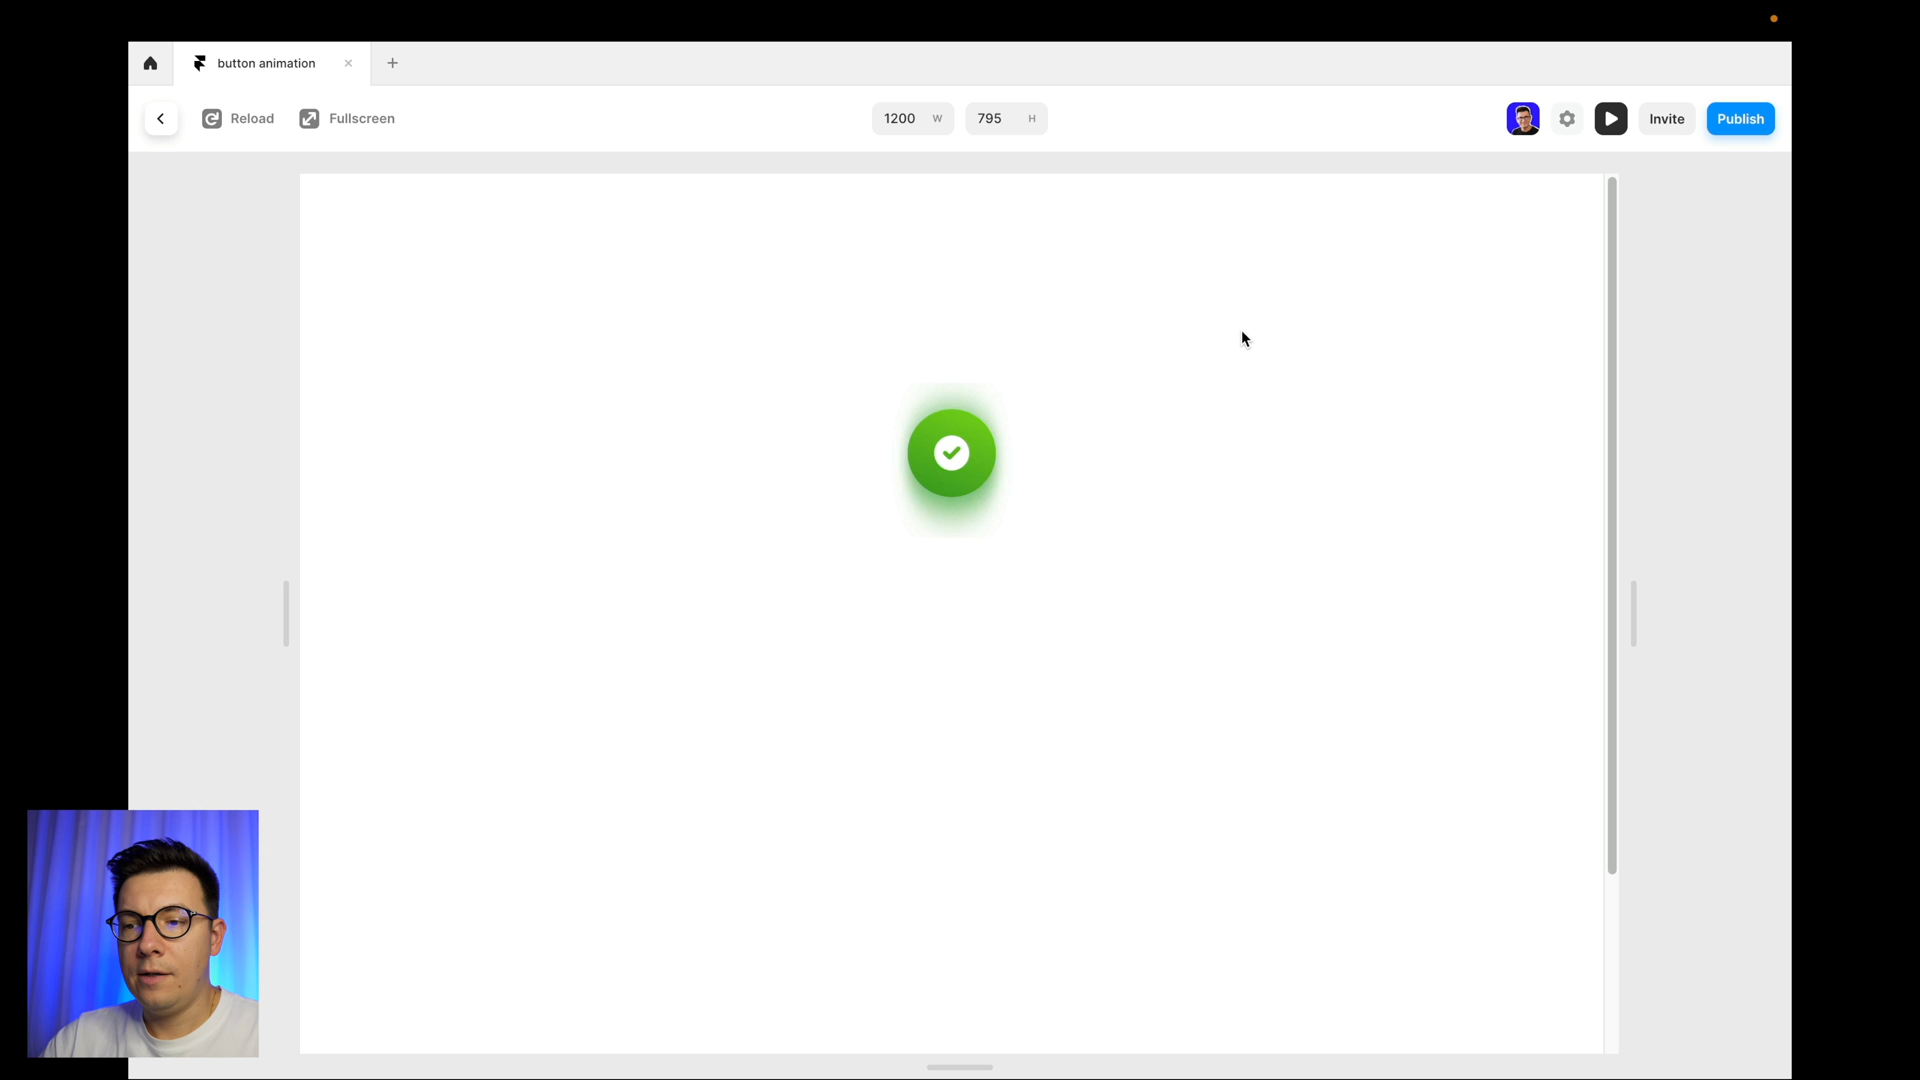 button animation
Reload
Fullscreen
1200 W
795 H
Invite
Publish